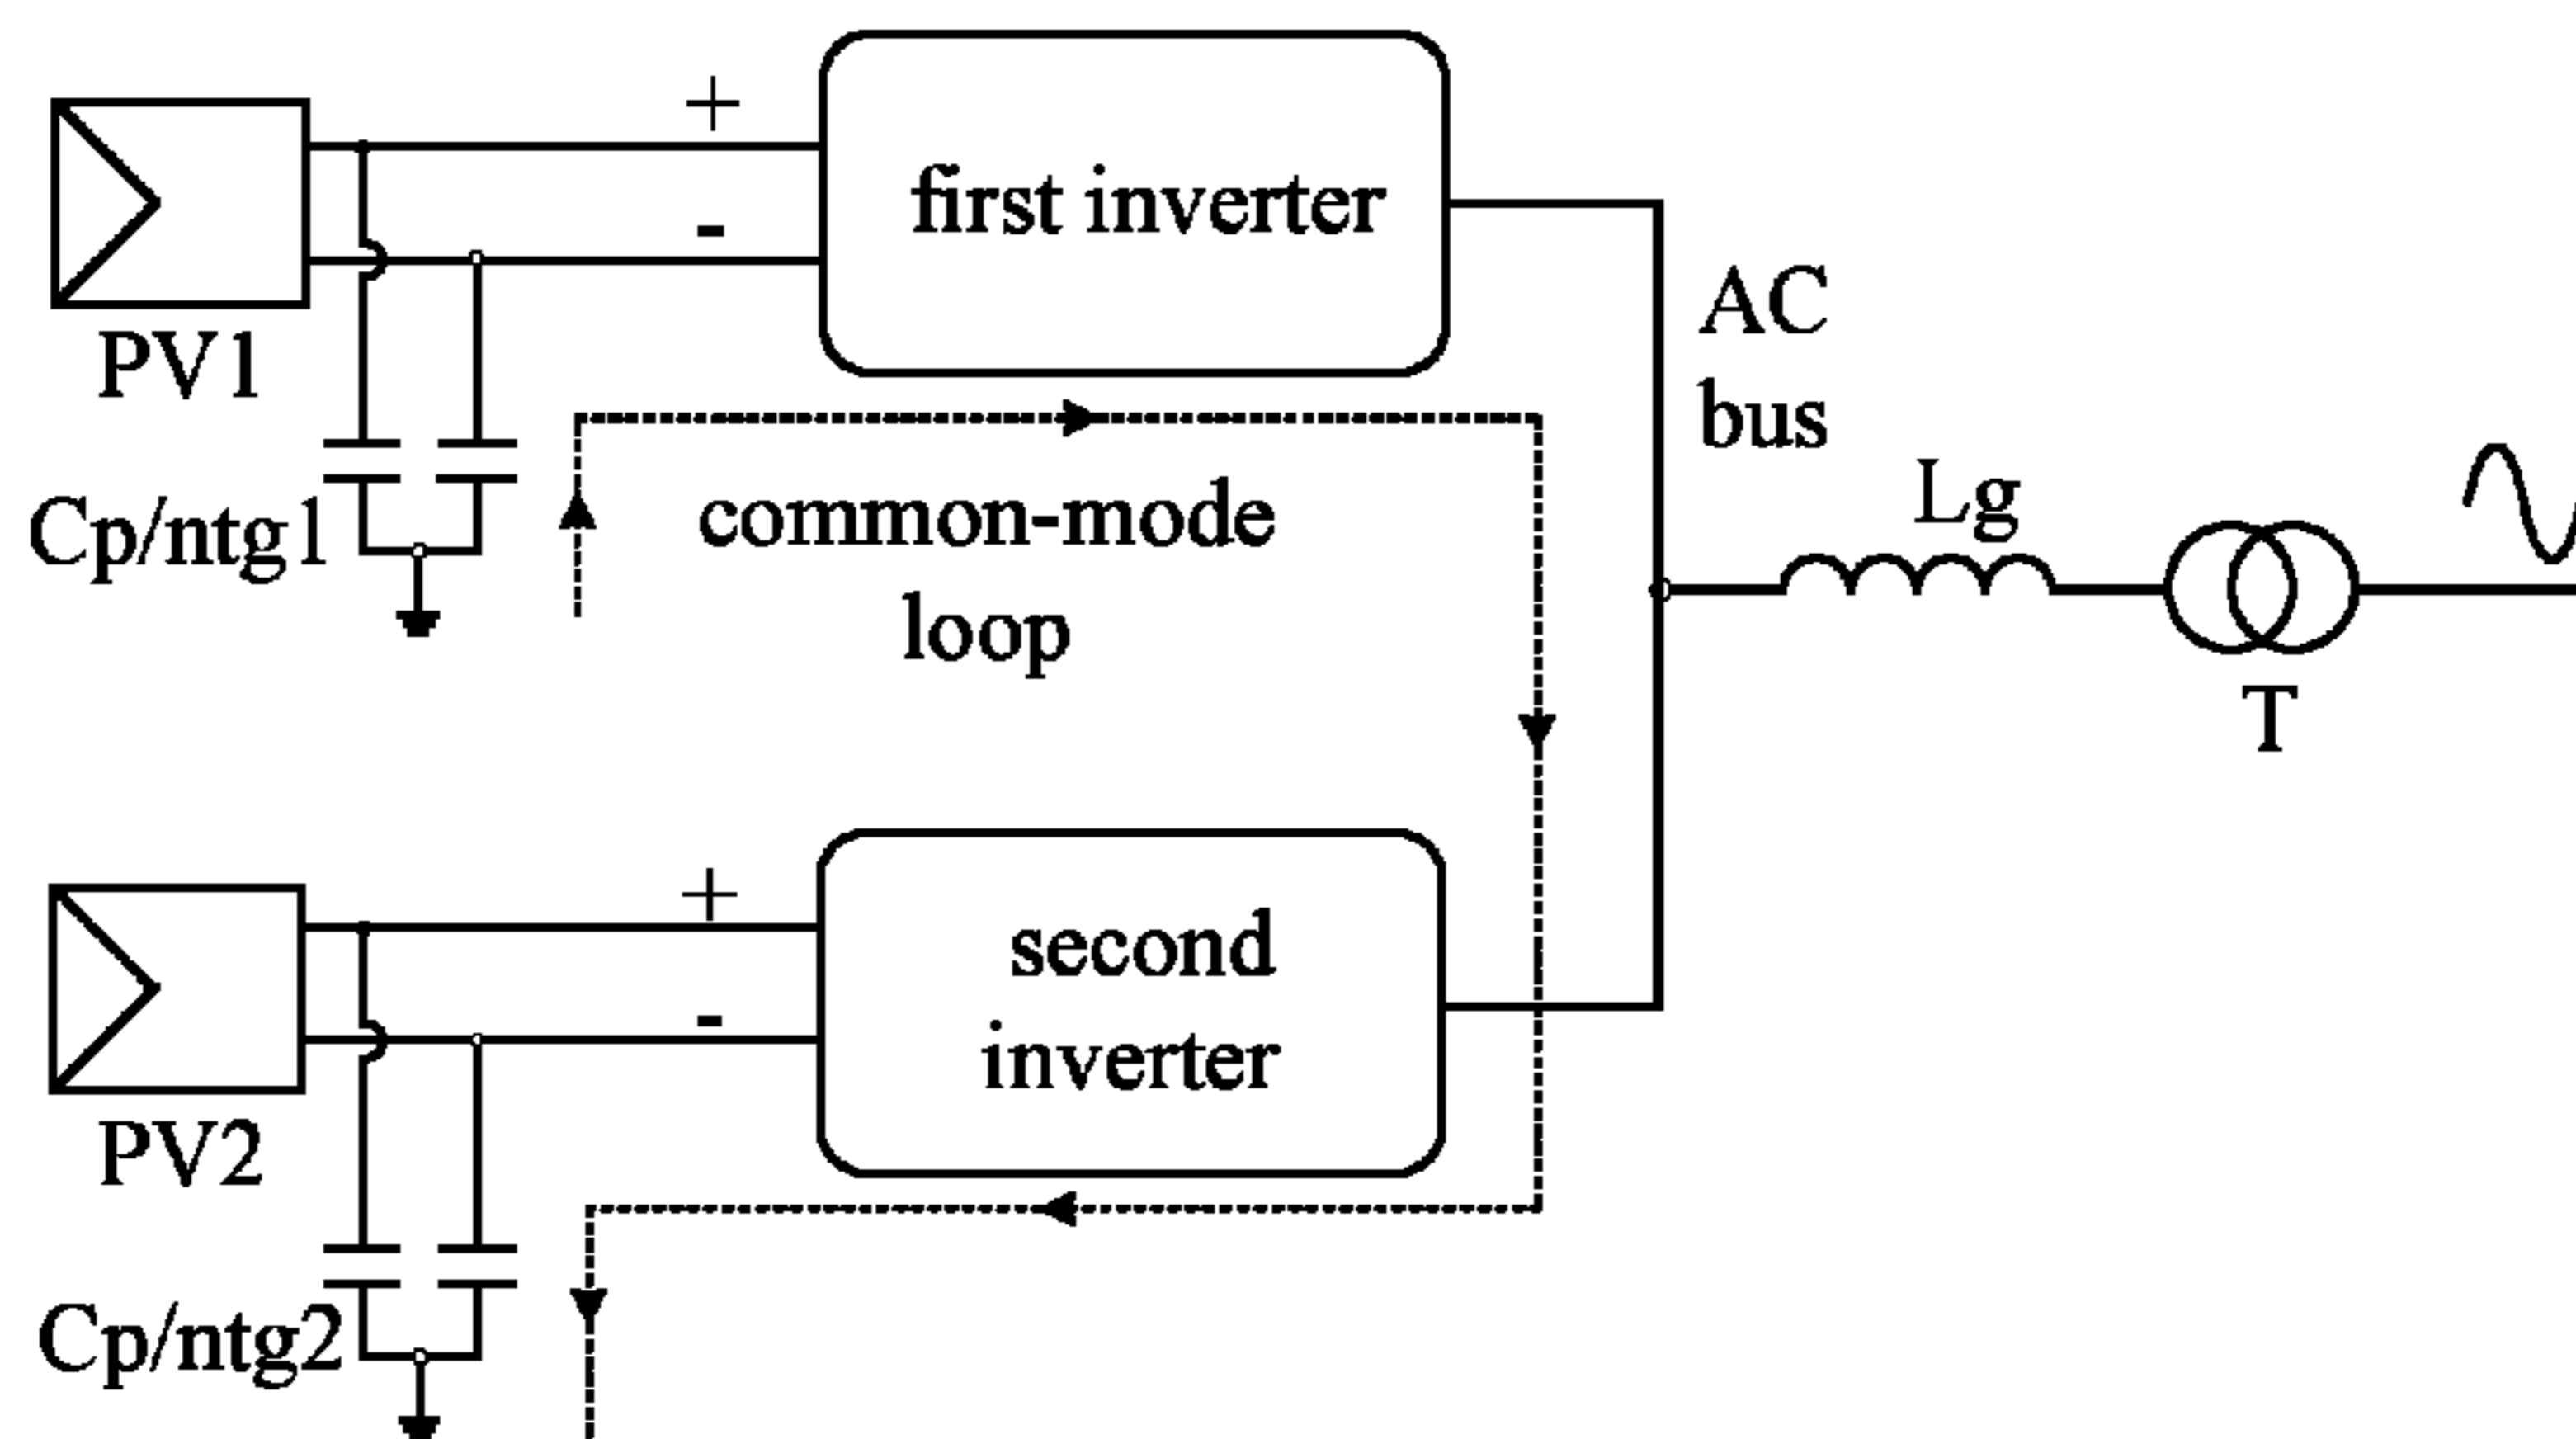 +
first inverter
-
PV1
AC
bus
Cp/ntg1
common-mode
loop
Lg
T
+
second
inverter
-
PV2
Cp/ntg2